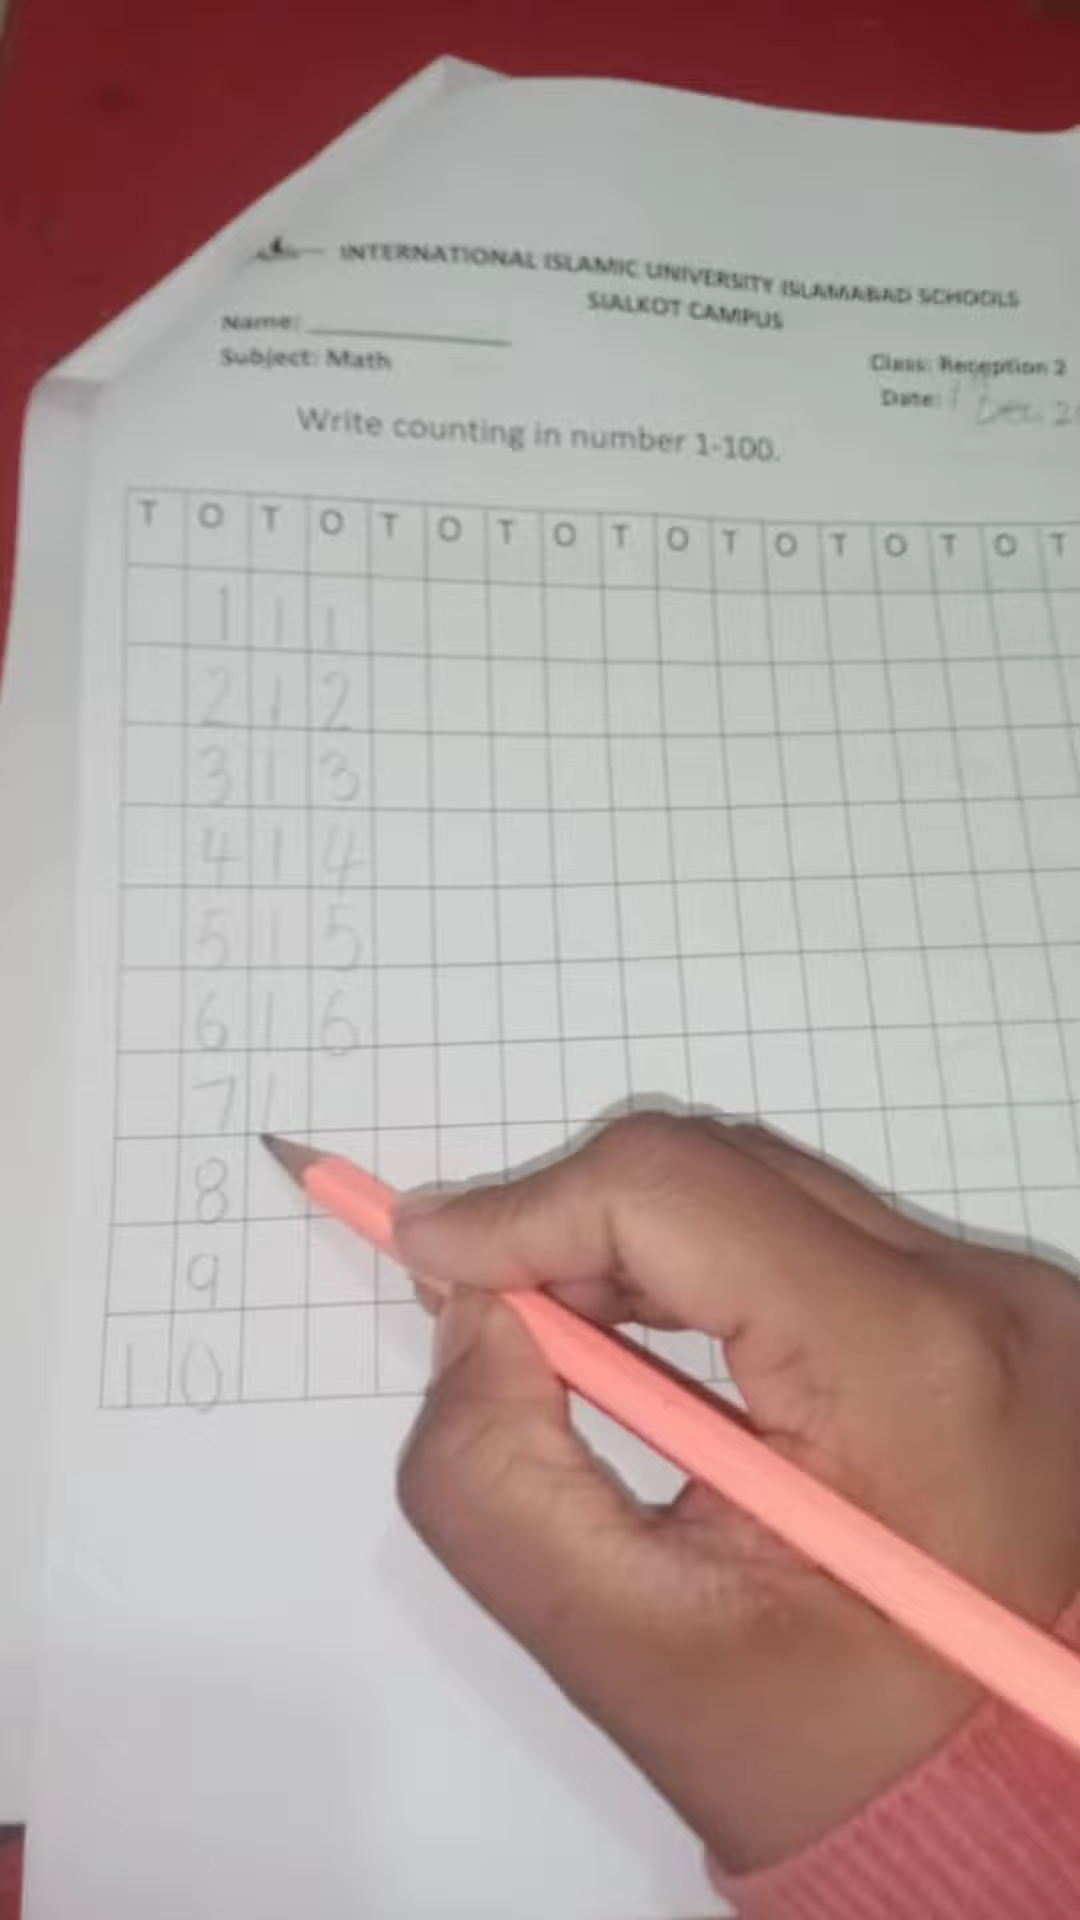 INTERNATIONAL ISLAMIC UNIVERSITY ISLAMABAD SCHOOLS
SIALKOT CAMPUS
Name:
Subject: Math
Class: Reception 2
Date: Dec
Write counting in number 1-100.
T O T O T O T O T O T O T O T O T
1 1 1
2 1 2
3 1 3
4 1 4
5 1 5
6 1 6
7 1
8
9
1 0